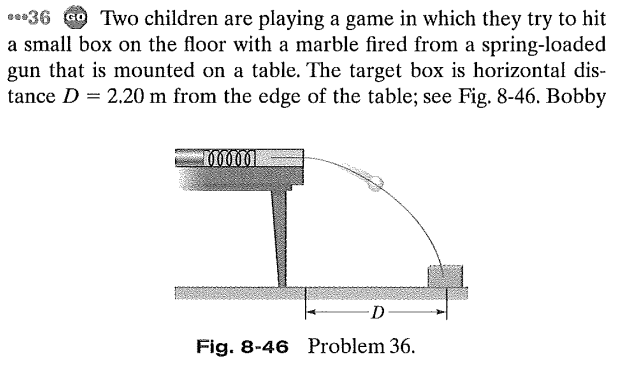 •••36 GO Two children are playing a game in which they try to hit
a small box on the floor with a marble fired from a spring-loaded
gun that is mounted on a table. The target box is horizontal dis-
tance D = 2.20 m from the edge of the table; see Fig. 8-46. Bobby
D
Fig. 8-46 Problem 36.